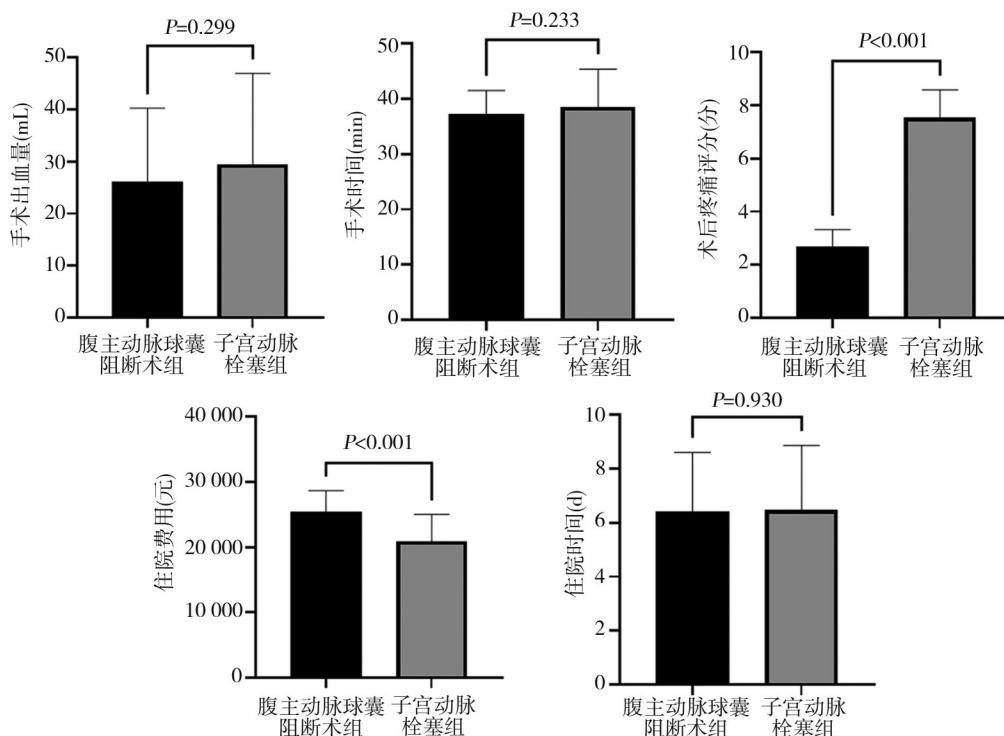 P=0.299
手术出血量(mL)
50
40
30
20
10
0
腹主动脉球囊
阻断术组
子宫动脉
栓塞组
P=0.233
手术时间(min)
50
40
30
20
10
0
腹主动脉球囊
阻断术组
子宫动脉
栓塞组
P<0.001
术后疼痛评分(分)
10
8
6
4
2
0
腹主动脉球囊
阻断术组
子宫动脉
栓塞组
P<0.001
住院费用(元)
40 000
30 000
20 000
10 000
0
腹主动脉球囊
阻断术组
子宫动脉
栓塞组
P=0.930
住院时间(d)
10
8
6
4
2
0
腹主动脉球囊
阻断术组
子宫动脉
栓塞组